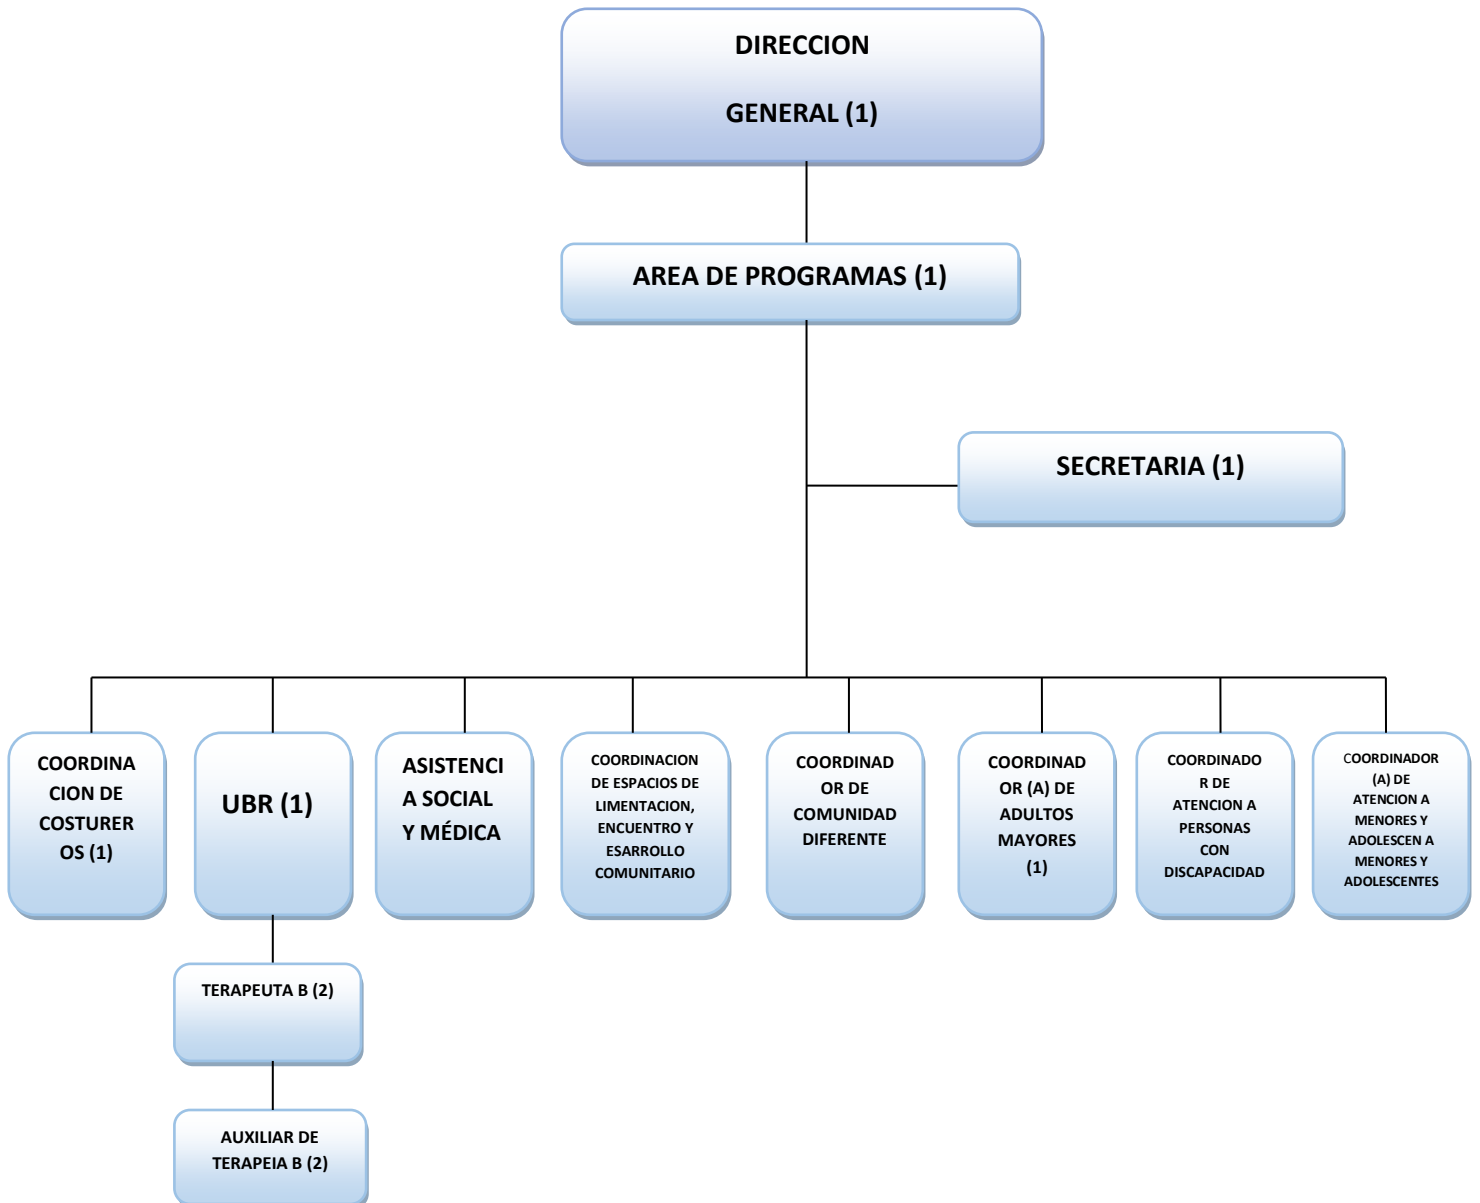 DIRECCION
GENERAL (1)
AREA DE PROGRAMAS (1)
SECRETARIA (1)
COORDINA
CION DE
COSTURER
OS (1)
UBR (1)
ASISTENCI
A SOCIAL
Y MÉDICA
COORDINACION
DE ESPACIOS DE
LIMENTACION,
ENCUENTRO Y
ESARROLLO
COMUNITARIO
COORDINAD
OR DE
COMUNIDAD
DIFERENTE
COORDINAD
OR (A) DE
ADULTOS
MAYORES
(1)
COORDINADO
R DE
ATENCION A
PERSONAS
CON
DISCAPACIDAD
COORDINADOR
(A) DE
ATENCION A
MENORES Y
ADOLESCEN A
MENORES Y
ADOLESCENTES
TERAPEUTA B (2)
AUXILIAR DE
TERAPEIA B (2)